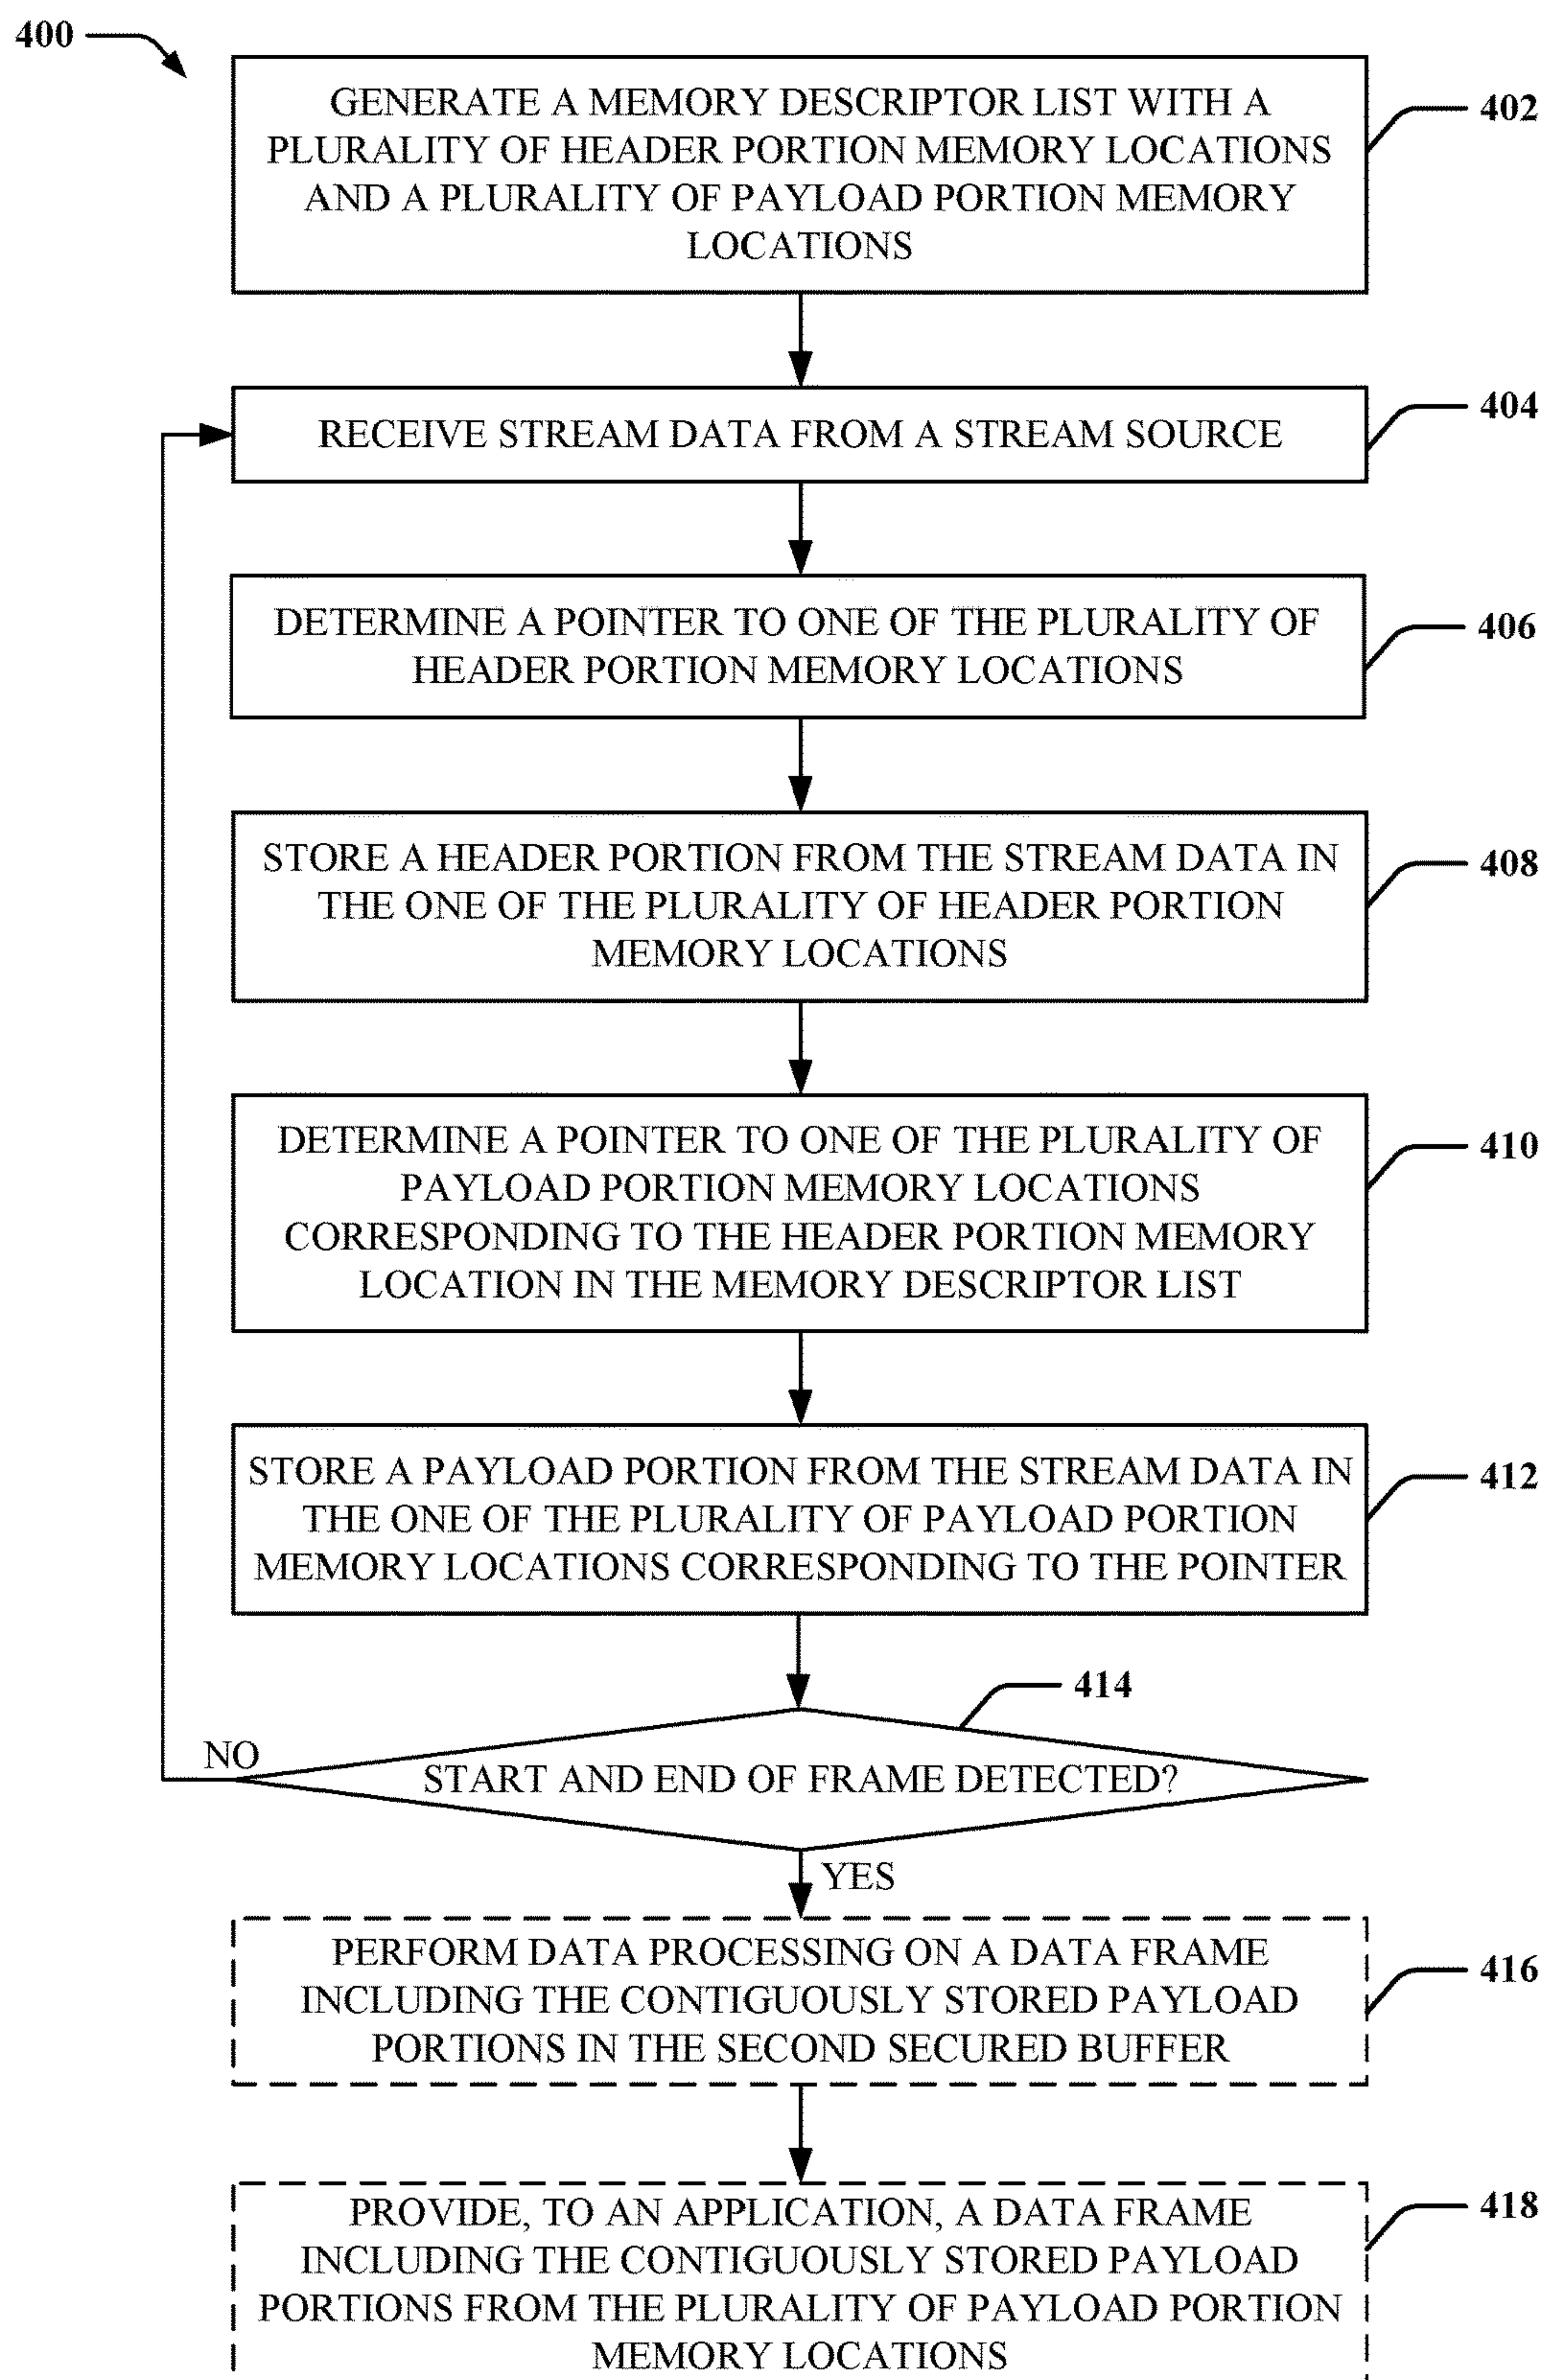 400
GENERATE A MEMORY DESCRIPTOR LIST WITH A
PLURALITY OF HEADER PORTION MEMORY LOCATIONS
AND A PLURALITY OF PAYLOAD PORTION MEMORY
LOCATIONS
402
RECEIVE STREAM DATA FROM A STREAM SOURCE
404
DETERMINE A POINTER TO ONE OF THE PLURALITY OF
HEADER PORTION MEMORY LOCATIONS
406
STORE A HEADER PORTION FROM THE STREAM DATA IN
THE ONE OF THE PLURALITY OF HEADER PORTION
MEMORY LOCATIONS
408
DETERMINE A POINTER TO ONE OF THE PLURALITY OF
PAYLOAD PORTION MEMORY LOCATIONS
CORRESPONDING TO THE HEADER PORTION MEMORY
LOCATION IN THE MEMORY DESCRIPTOR LIST
410
STORE A PAYLOAD PORTION FROM THE STREAM DATA IN
THE ONE OF THE PLURALITY OF PAYLOAD PORTION
MEMORY LOCATIONS CORRESPONDING TO THE POINTER
412
414
NO
START AND END OF FRAME DETECTED?
YES
PERFORM DATA PROCESSING ON A DATA FRAME
INCLUDING THE CONTIGUOUSLY STORED PAYLOAD
PORTIONS IN THE SECOND SECURED BUFFER
416
PROVIDE, TO AN APPLICATION, A DATA FRAME
INCLUDING THE CONTIGUOUSLY STORED PAYLOAD
PORTIONS FROM THE PLURALITY OF PAYLOAD PORTION
MEMORY LOCATIONS
418